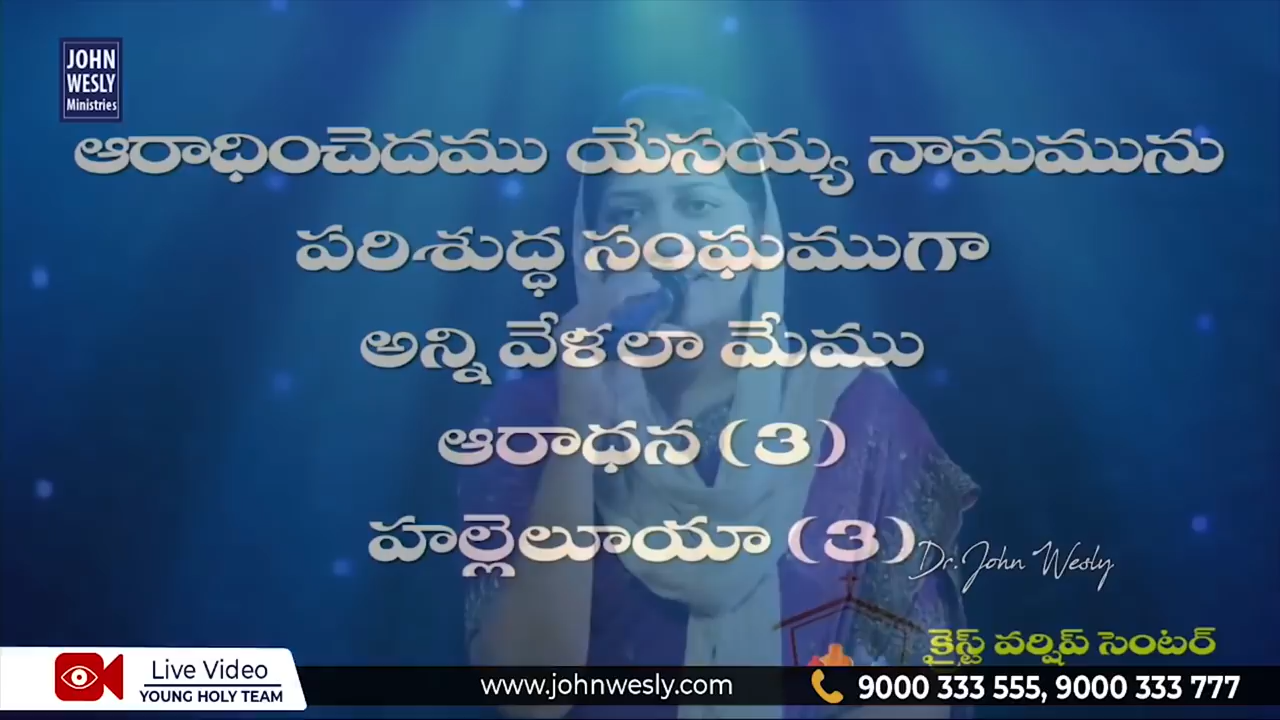 JOHN
WESLY
Ministries
ఆరాధించెదము యేసయ్య నామమును
పరిశుద్ధ సంఘముగా
అన్ని వేళలా మేము
ఆరాధన (3)
హల్లెలూయా (3)
Dr. John Wesly
క్రైస్ట్ వర్షిప్ సెంటర్
Live Video
YOUNG HOLY TEAM
www.johnwesly.com
9000 333 555, 9000 333 777